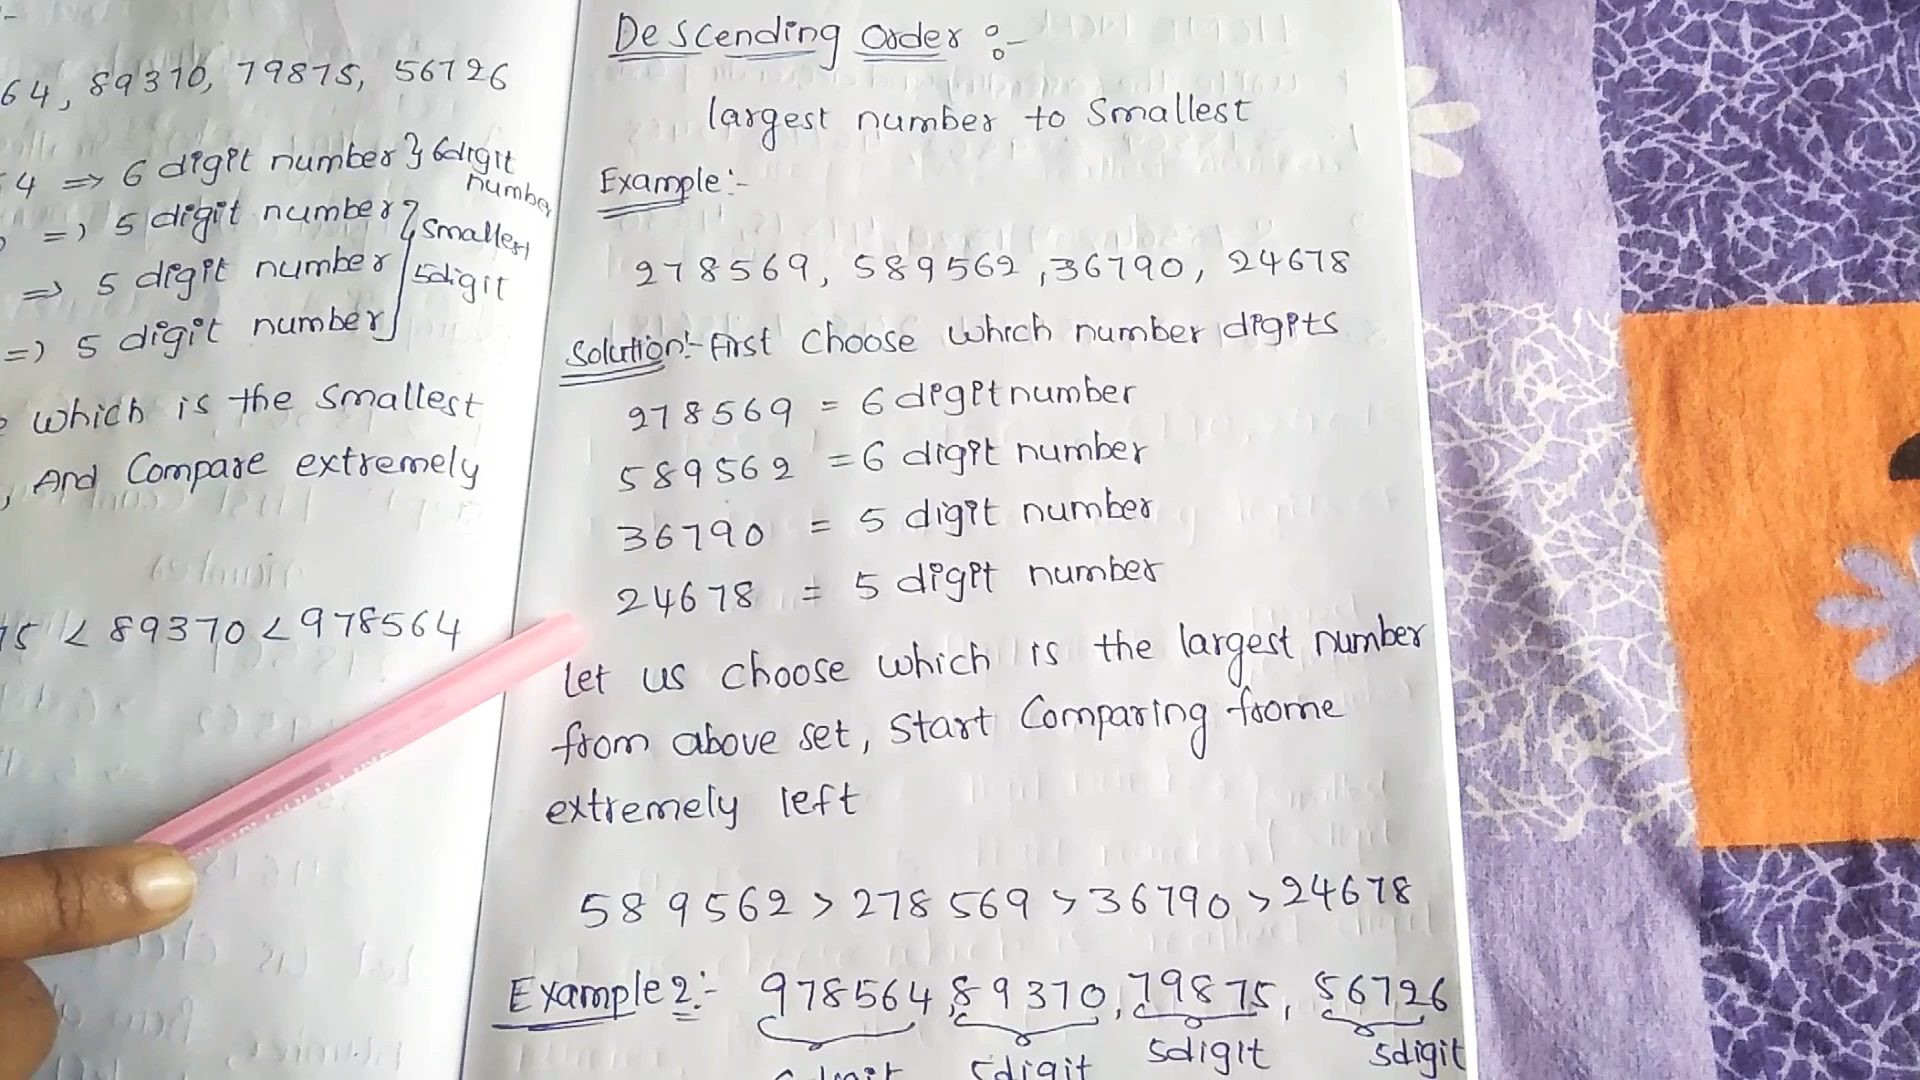 64, 89370, 79875, 56726
4 => 6 digit number } 6digit number
=> 5 digit number } smallest
=> 5 digit number 5digit
=> 5 digit number
which is the smallest
, And Compare extremely
75 < 89370 < 978564
Descending Order :-
largest number to Smallest
Example :-
278569, 589562, 36790, 24678
Solution:- First choose which number digits
278569 = 6 digit number
589562 = 6 digit number
36790 = 5 digit number
24678 = 5 digit number
Let us choose which is the largest number
from above set, start Comparing frome
extremely left
589562 > 278569 > 36790 > 24678
Example 2:- 978564, 89370, 79875, 56726
5digit 5digit 5digit